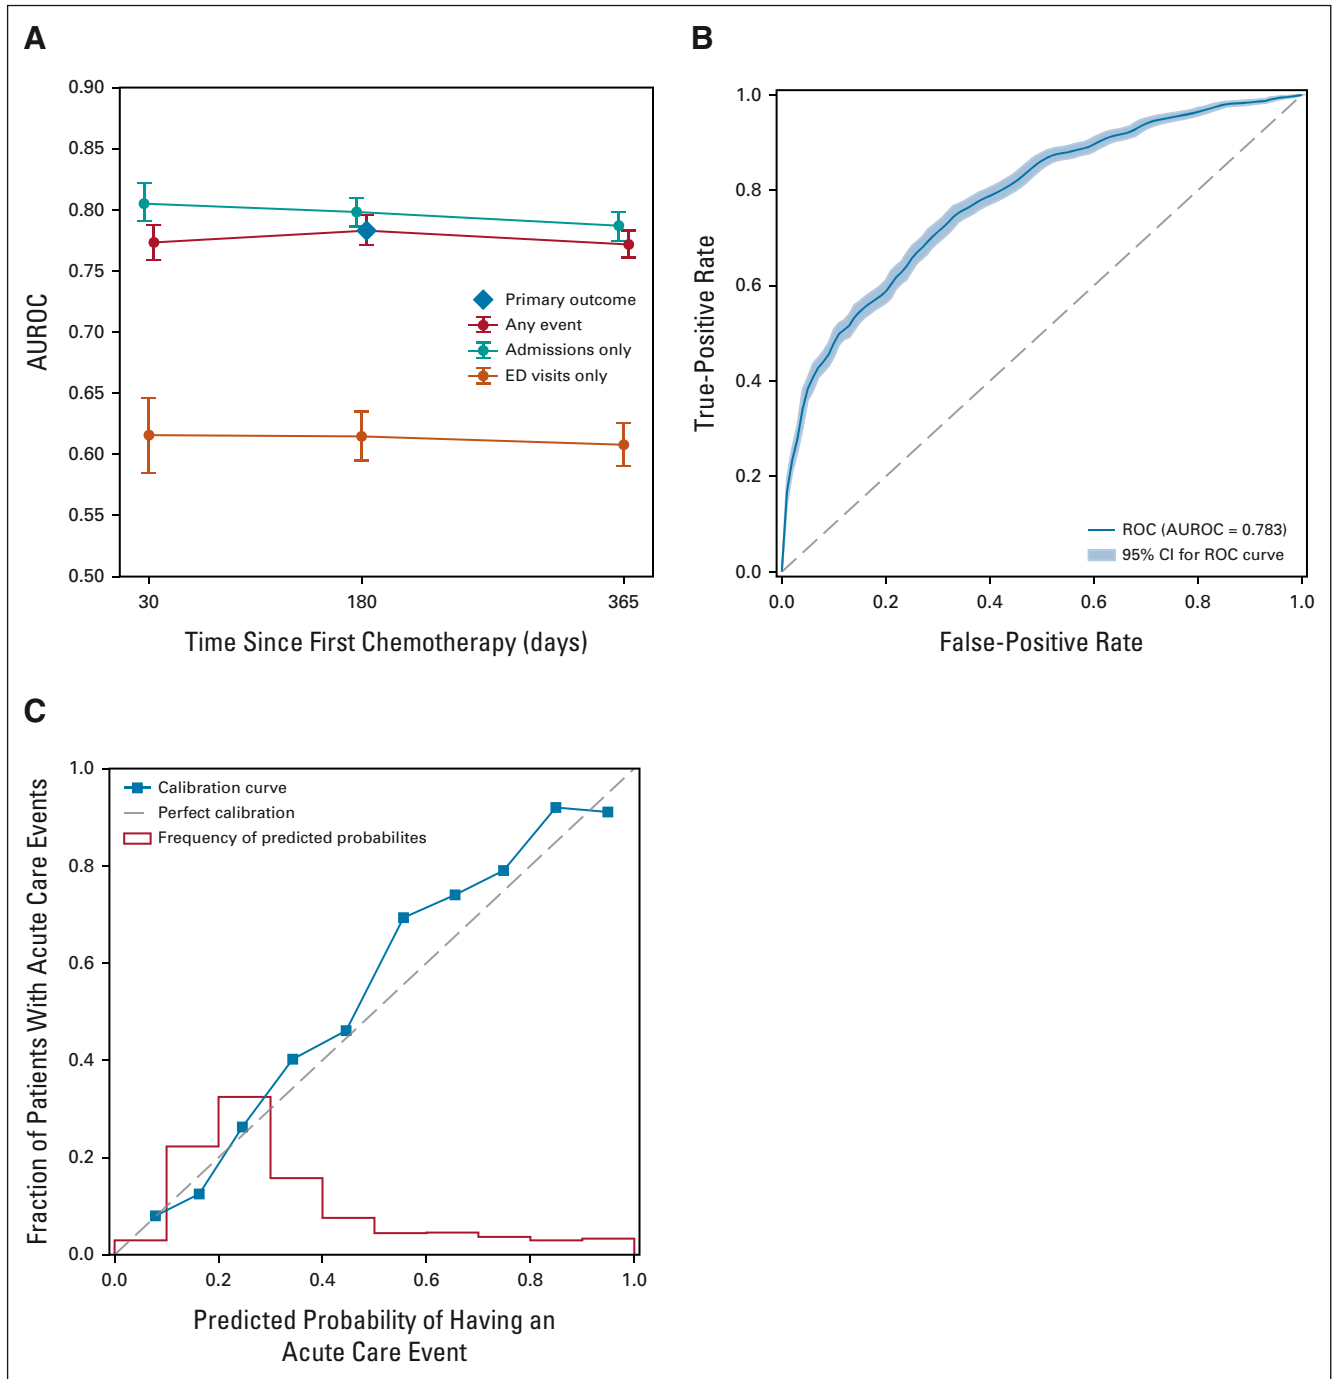 A
0.90
0.85
0.80
0.75
0.70
0.65
0.60
0.55
0.50
AUROC
Primary outcome
Any event
Admissions only
ED visits only
30
180
365
Time Since First Chemotherapy (days)
B
1.0
0.8
0.6
0.4
0.2
0.0
True-Positive Rate
ROC (AUROC = 0.783)
95% CI for ROC curve
0.0
0.2
0.4
0.6
0.8
1.0
False-Positive Rate
C
1.0
0.8
0.6
0.4
0.2
0.0
Fraction of Patients With Acute Care Events
Calibration curve
Perfect calibration
Frequency of predicted probabilites
0.0
0.2
0.4
0.6
0.8
1.0
Predicted Probability of Having an
Acute Care Event